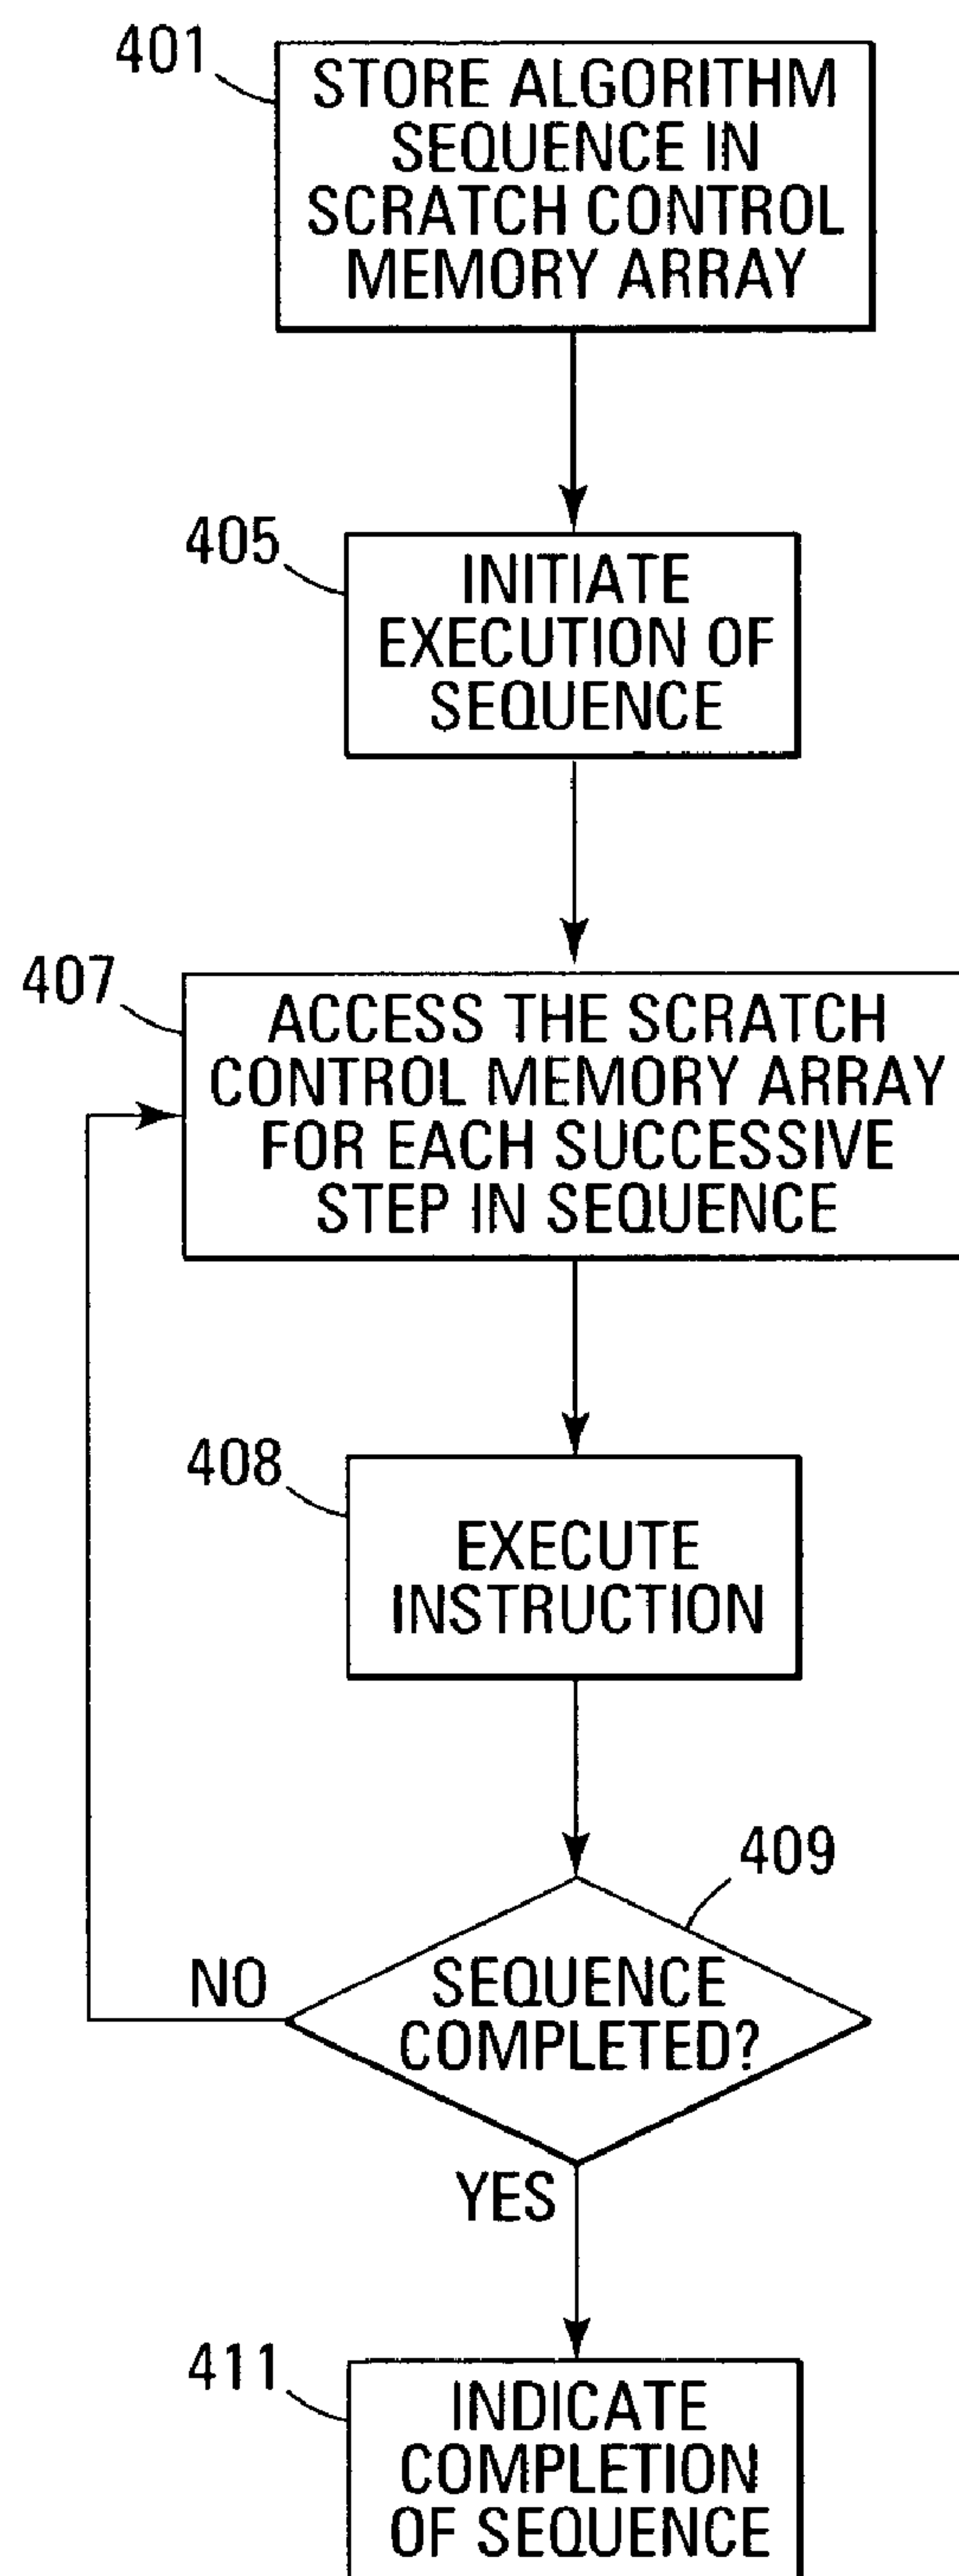 401
STORE ALGORITHM
SEQUENCE IN
SCRATCH CONTROL
MEMORY ARRAY
405
INITIATE
EXECUTION OF
SEQUENCE
407
ACCESS THE SCRATCH
CONTROL MEMORY ARRAY
FOR EACH SUCCESSIVE
STEP IN SEQUENCE
408
EXECUTE
INSTRUCTION
409
NO
SEQUENCE
COMPLETED?
YES
411
INDICATE
COMPLETION
OF SEQUENCE